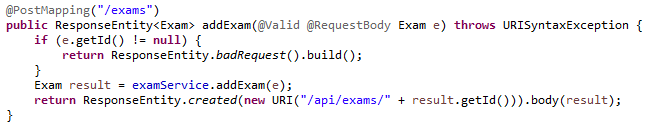 @PostMapping("/exams")
public ResponseEntity<Exam> addExam(@Valid @RequestBody Exam e) throws URISyntaxException {
    if (e.getId() != null) {
        return ResponseEntity.badRequest().build();
    }
    Exam result = examService.addExam(e);
    return ResponseEntity.created(new URI("/api/exams/" + result.getId())).body(result);
}